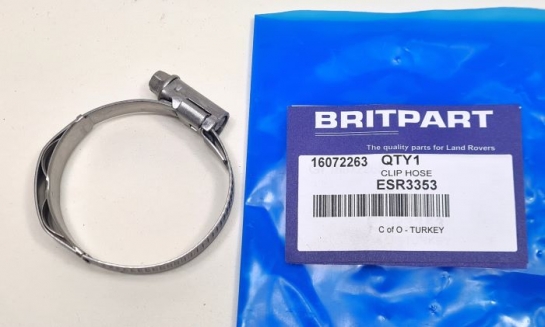 BRITPART
The quality parts for Land Rovers
16072263 QTY1
CLIP HOSE
ESR3353
C of O - TURKEY